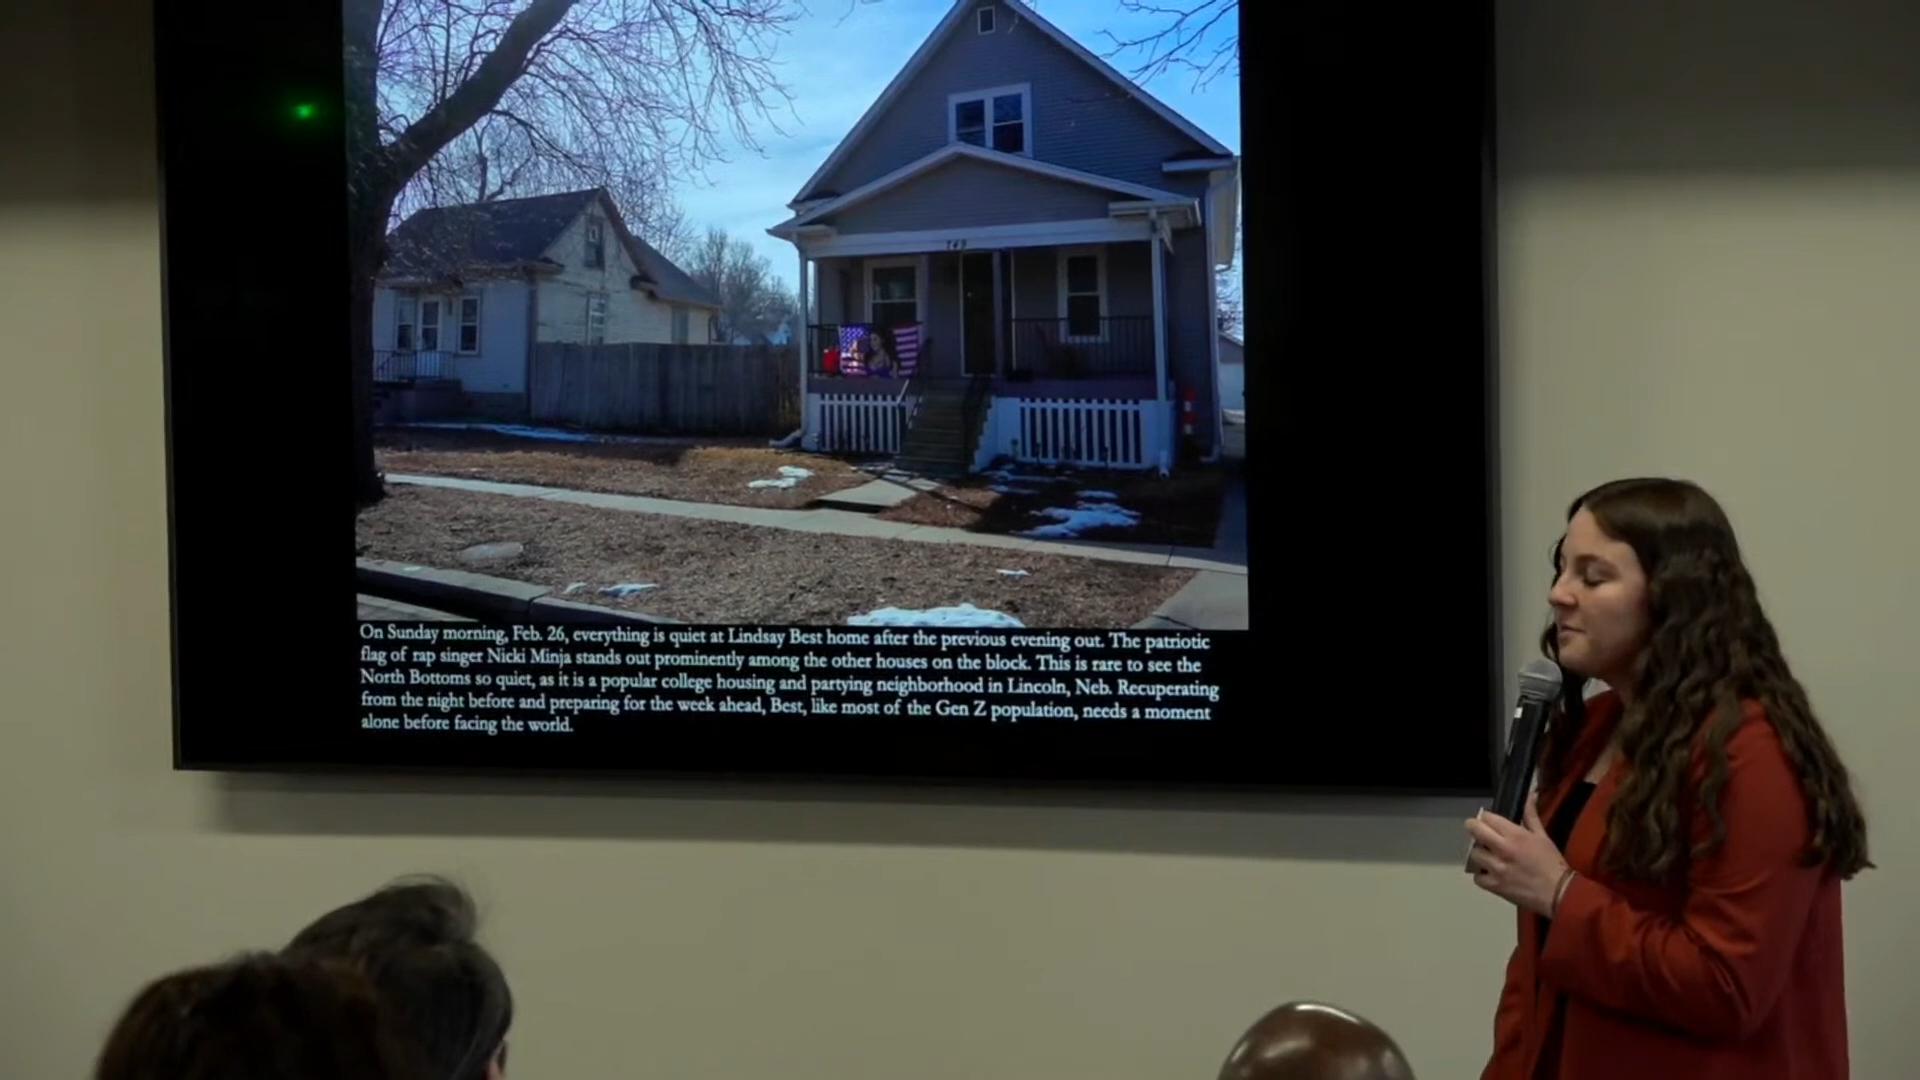 749
On Sunday morning, Feb. 26, everything is quiet at Lindsay Best home after the previous evening out. The patriotic
flag of rap singer Nicki Minja stands out prominently among the other houses on the block. This is rare to see the
North Bottoms so quiet, as it is a popular college housing and partying neighborhood in Lincoln, Neb. Recuperating
from the night before and preparing for the week ahead, Best, like most of the Gen Z population, needs a moment
alone before facing the world.